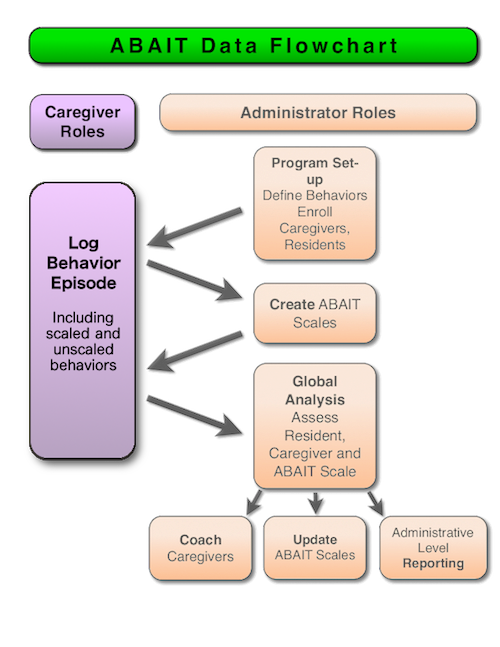 ABAIT Data Flowchart
Caregiver
Roles
Administrator Roles
Program Set-
up
Define Behaviors
Enroll
Caregivers,
Residents
Log
Behavior
Episode
Including
scaled and
unscaled
behaviors
Create ABAIT
Scales
Global
Analysis
Assess
Resident,
Caregiver and
ABAIT Scale
Coach
Caregivers
Update
ABAIT Scales
Administrative
Level
Reporting